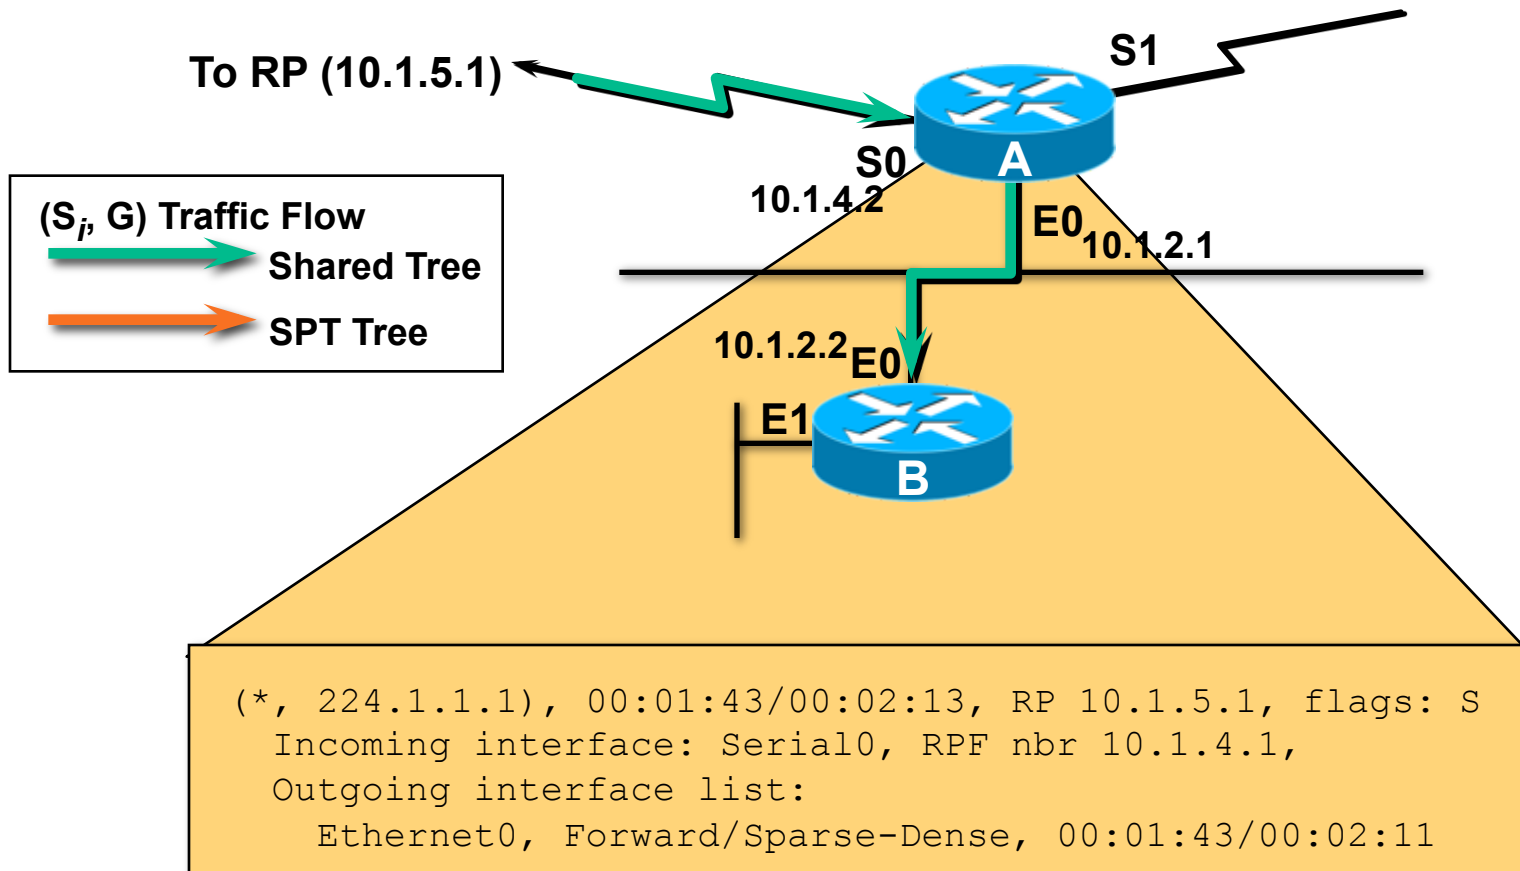 To RP (10.1.5.1)
S1
A
S0
10.1.4.2
E0
10.1.2.1
(Si, G) Traffic Flow
Shared Tree
SPT Tree
10.1.2.2
E0
E1
B
(*, 224.1.1.1), 00:01:43/00:02:13, RP 10.1.5.1, flags: S
Incoming interface: Serial0, RPF nbr 10.1.4.1,
Outgoing interface list:
Ethernet0, Forward/Sparse-Dense, 00:01:43/00:02:11